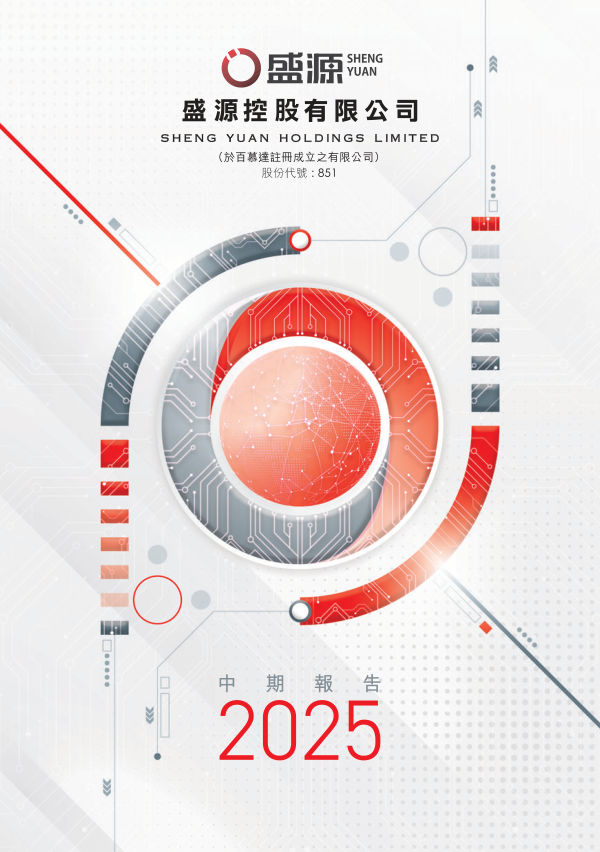 盛源 SHENG YUAN
盛源控股有限公司
SHENG YUAN HOLDINGS LIMITED
（於百慕達註冊成立之有限公司）
股份代號 : 851
中期報告
2025